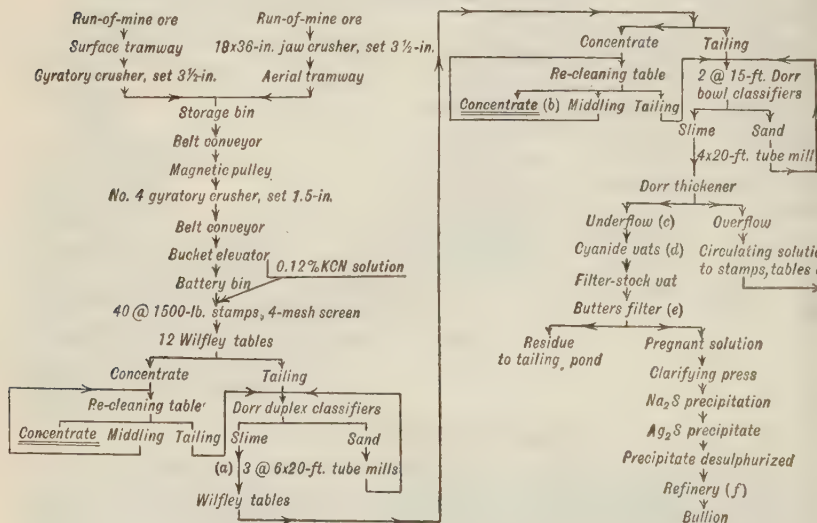 Run-of-mine ore
Run-of-mine ore
Surface tramway
18x36-in. jaw crusher, set 3½-in.
Gyratory crusher, set 3½-in.
Aerial tramway
Storage bin
Belt conveyor
Magnetic pulley
No. 4 gyratory crusher, set 1.5-in.
Belt conveyor
Bucket elevator
0.12% KCN solution
Battery bin
40 @ 1500-lb. stamps, 4-mesh screen
12 Wilfley tables
Concentrate
Tailing
Re-cleaning table
Dorr duplex classifiers
Concentrate Middling Tailing
Slime
Sand
(a) 3 @ 6x20-ft. tube mills
Wilfley tables
Concentrate
Tailing
Re-cleaning table
2 @ 15-ft. Dorr
bowl classifiers
Concentrate (b) Middling Tailing
Slime
Sand
4x20-ft. tube mill
Dorr thickener
Underflow (c)
Overflow
Cyanide vats (d)
Circulating solution
to stamps, tables
Filter-stock vat
Butters filter (e)
Residue
to tailing pond
Pregnant solution
Clarifying press
Na₂S precipitation
Ag₂S precipitate
Precipitate desulphurized
Refinery (f)
Bullion